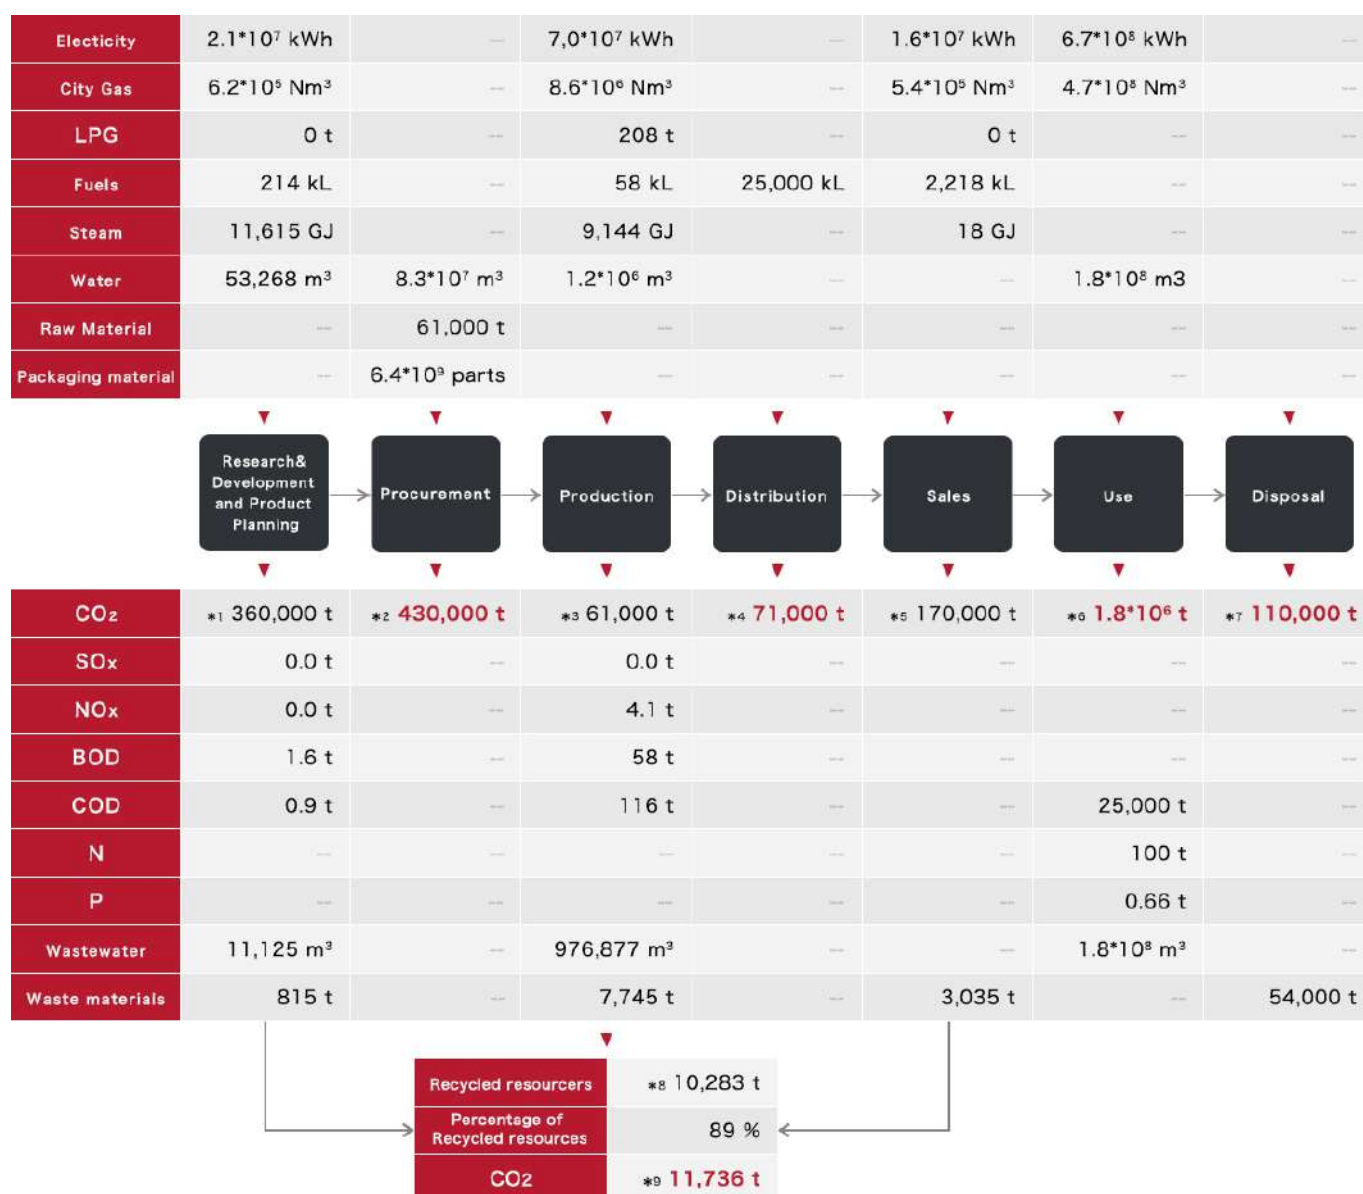 Electicity 2.1*10⁷ kWh -- 7,0*10⁷ kWh -- 1.6*10⁷ kWh 6.7*10⁸ kWh --
City Gas 6.2*10⁵ Nm³ -- 8.6*10⁶ Nm³ -- 5.4*10⁵ Nm³ 4.7*10⁸ Nm³ --
LPG 0 t -- 208 t -- 0 t -- --
Fuels 214 kL -- 58 kL 25,000 kL 2,218 kL -- --
Steam 11,615 GJ -- 9,144 GJ -- 18 GJ -- --
Water 53,268 m³ 8.3*10⁷ m³ 1.2*10⁶ m³ -- -- 1.8*10⁸ m3 --
Raw Material -- 61,000 t -- -- -- -- --
Packaging material -- 6.4*10⁹ parts -- -- -- -- --
Research&
Development
and Product
Planning
Procurement
Production
Distribution
Sales
Use
Disposal
CO₂ *1 360,000 t *2 430,000 t *3 61,000 t *4 71,000 t *5 170,000 t *6 1.8*10⁶ t *7 110,000 t
SOx 0.0 t -- 0.0 t -- -- -- --
NOx 0.0 t -- 4.1 t -- -- -- --
BOD 1.6 t -- 58 t -- -- -- --
COD 0.9 t -- 116 t -- -- 25,000 t --
N -- -- -- -- -- 100 t --
P -- -- -- -- -- 0.66 t --
Wastewater 11,125 m³ -- 976,877 m³ -- -- 1.8*10⁸ m³ --
Waste materials 815 t -- 7,745 t -- 3,035 t -- 54,000 t
Recycled resourcers *8 10,283 t
Percentage of
Recycled resources 89 %
CO₂ *9 11,736 t